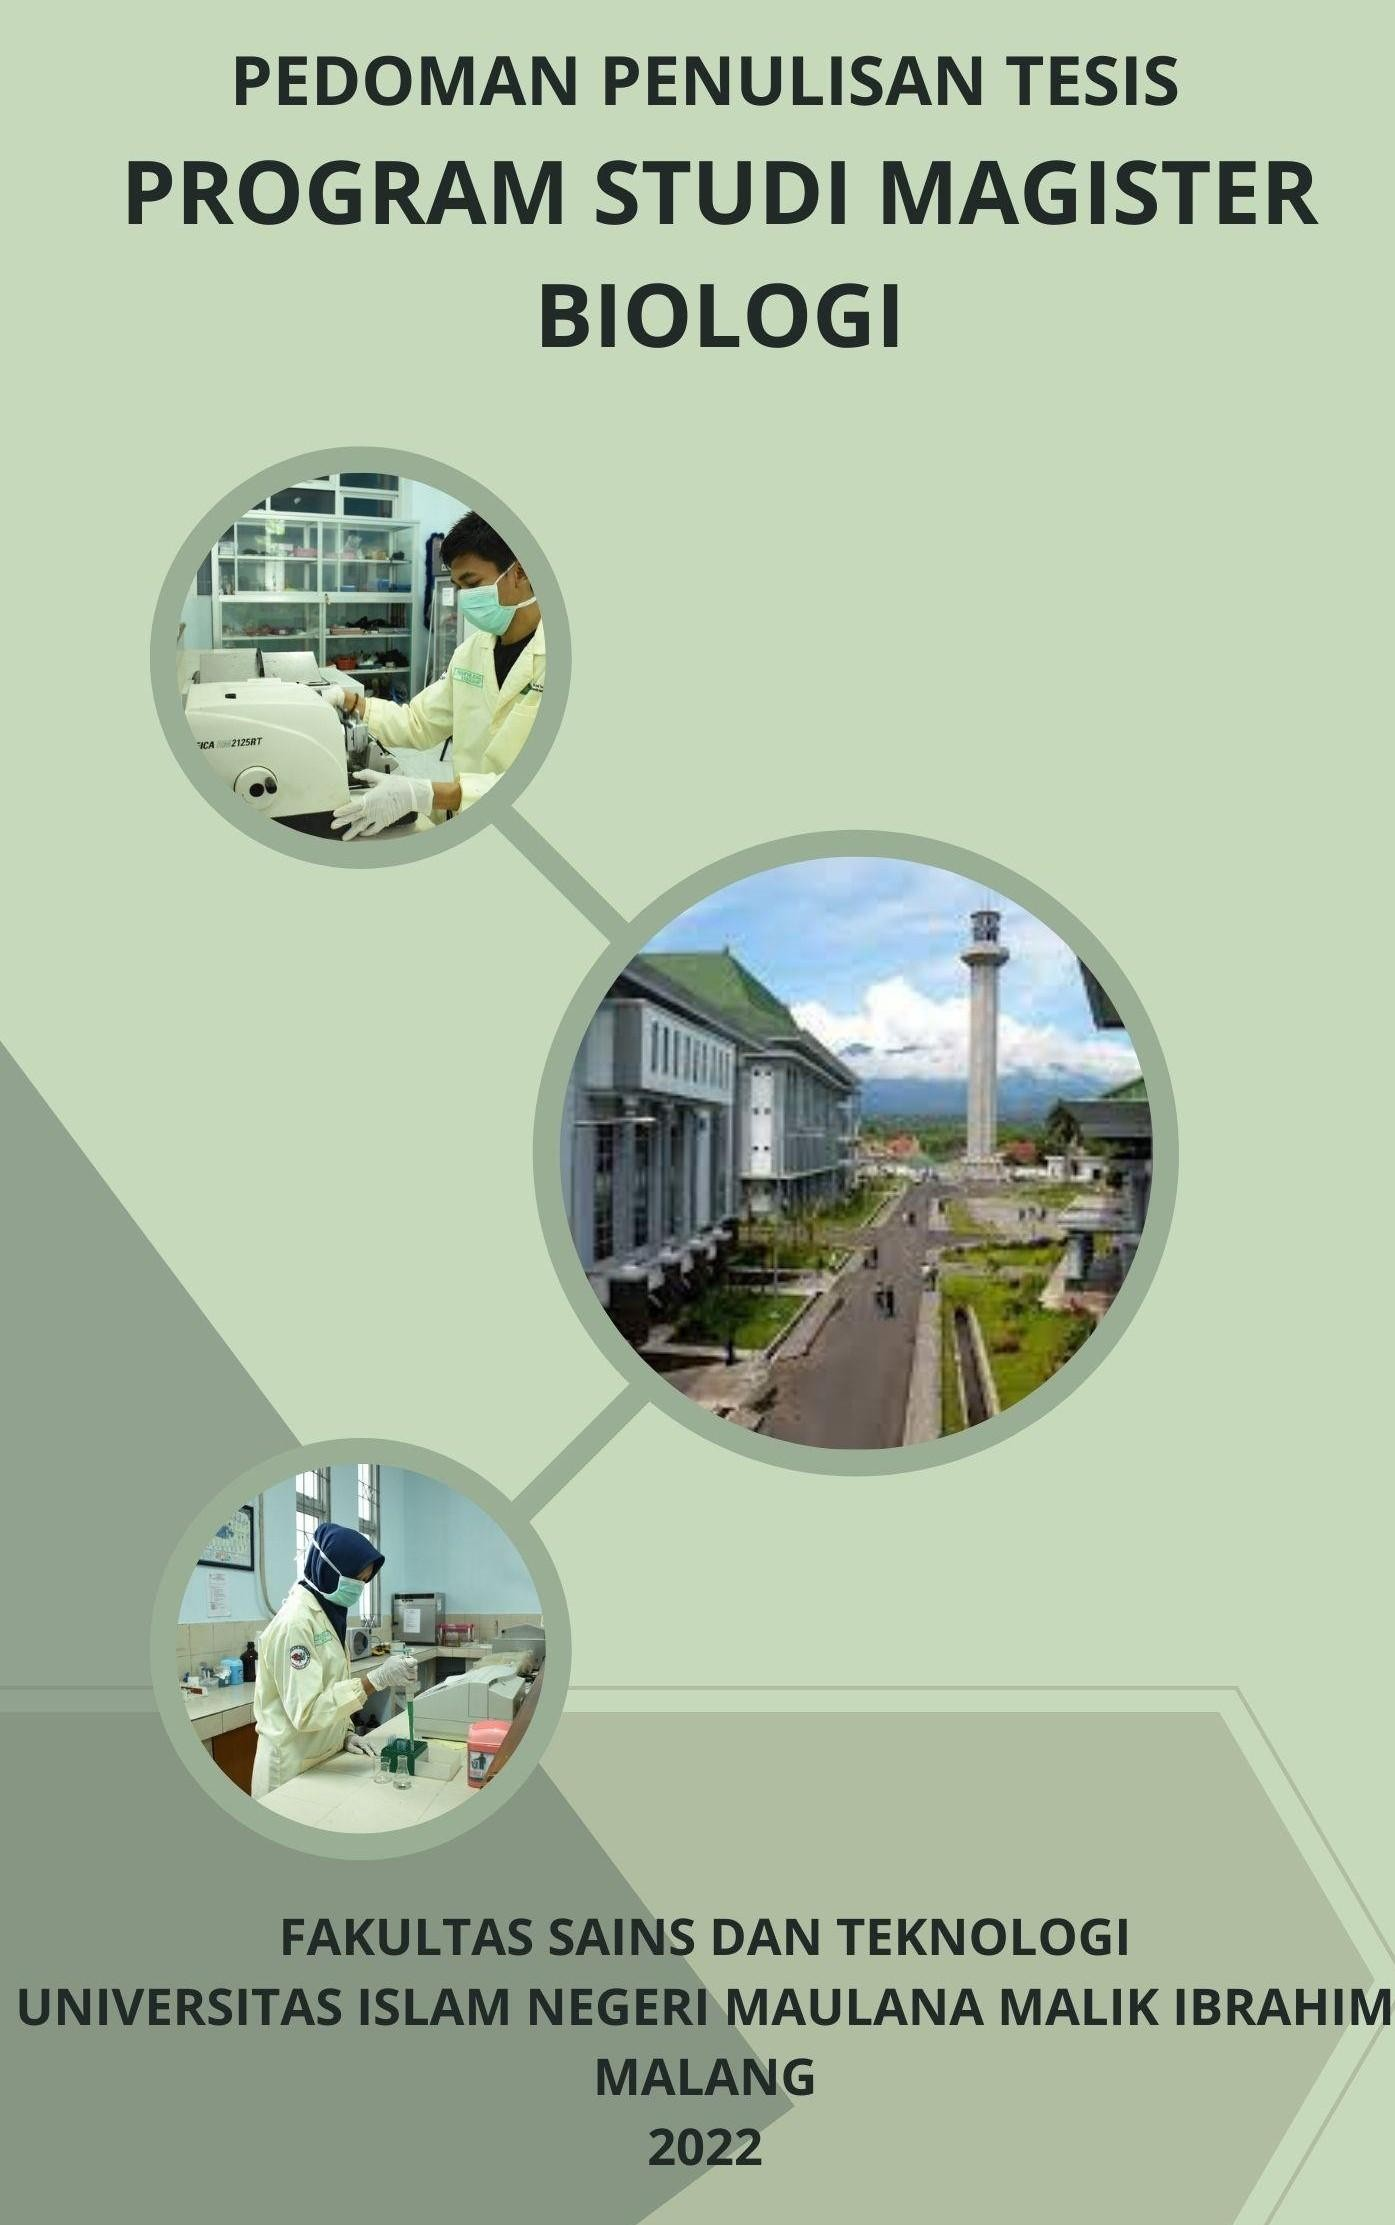 PEDOMAN PENULISAN TESIS
PROGRAM STUDI MAGISTER
BIOLOGI
2125RT
FAKULTAS SAINS DAN TEKNOLOGI
UNIVERSITAS ISLAM NEGERI MAULANA MALIK IBRAHIM
MALANG
2022